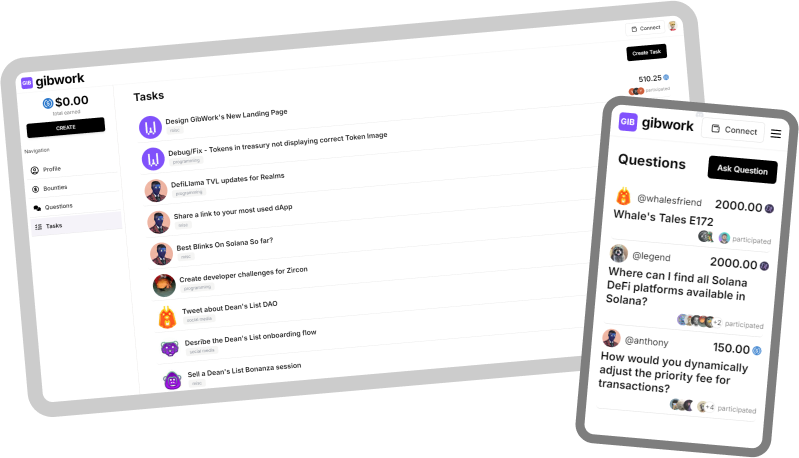 GIB gibwork
Connect
$0.00
total earned
CREATE
Navigation
Profile
Bounties
Questions
Tasks
Tasks
Create Task
510.25
participated
Design GibWork's New Landing Page
misc
Debug/Fix - Tokens in treasury not displaying correct Token Image
programming
DefiLlama TVL updates for Realms
programming
Share a link to your most used dApp
misc
Best Blinks On Solana So far?
misc
Create developer challenges for Zircon
programming
Tweet about Dean's List DAO
social media
Desribe the Dean's List onboarding flow
social media
Sell a Dean's List Bonanza session
misc
GIB gibwork
Connect
Questions
Ask Question
@whalesfriend 2000.00
Whale's Tales E172
participated
@legend 2000.00
Where can I find all Solana
DeFi platforms available in
Solana?
+2 participated
@anthony 150.00
How would you dynamically
adjust the priority fee for
transactions?
+4 participated